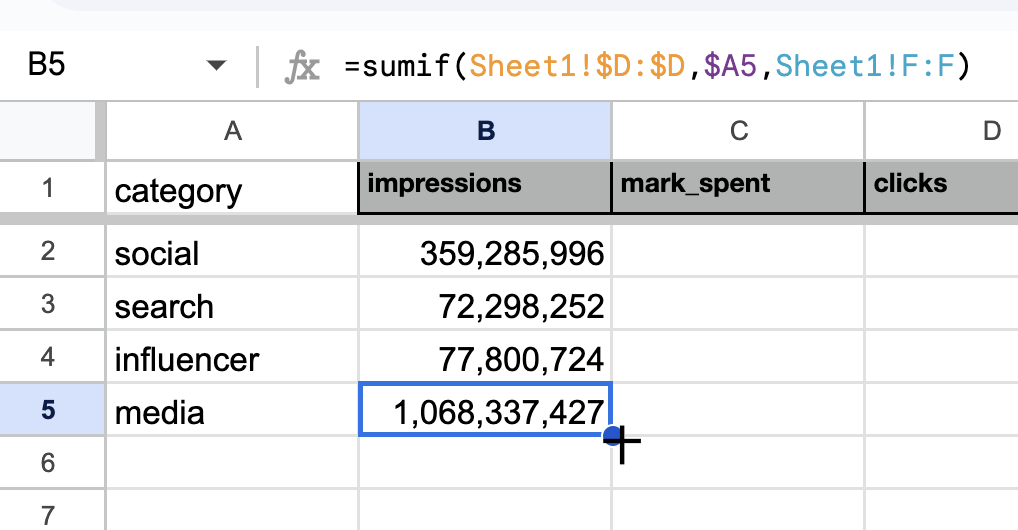 B5 fx =sumif(Sheet1!$D:$D,$A5,Sheet1!F:F)
A B C D
1 category impressions mark_spent clicks
2 social 359,285,996
3 search 72,298,252
4 influencer 77,800,724
5 media 1,068,337,427
6
7